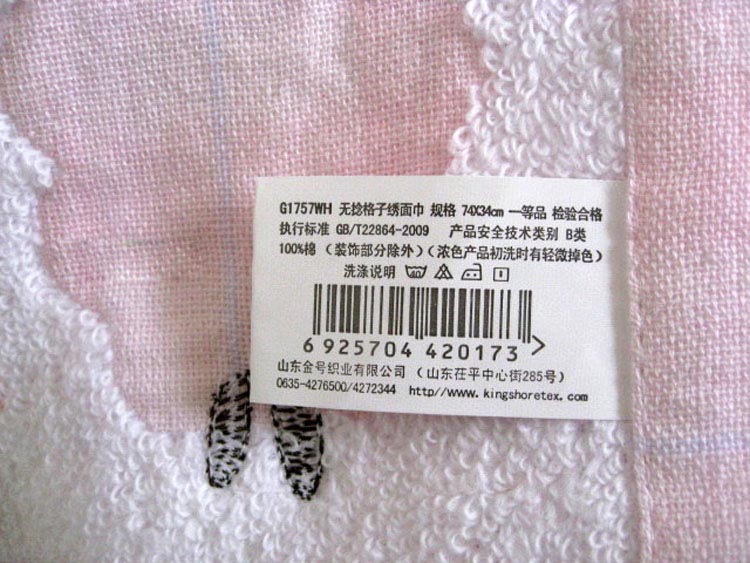 G1757WH 无捻格子绣面巾 规格 74X34cm 一等品 检验合格
执行标准 GB/T22864-2009 产品安全技术类别 B类
100%棉 （装饰部分除外）（浓色产品初洗时有轻微掉色）
洗涤说明
6 925704 420173 >
山东金号织业有限公司 （山东茌平中心街285号）
0635-4276500/4272344 http//www.kingshoretex.com